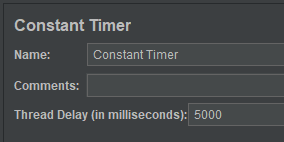 Constant Timer
Name: Constant Timer
Comments:
Thread Delay (in milliseconds): 5000